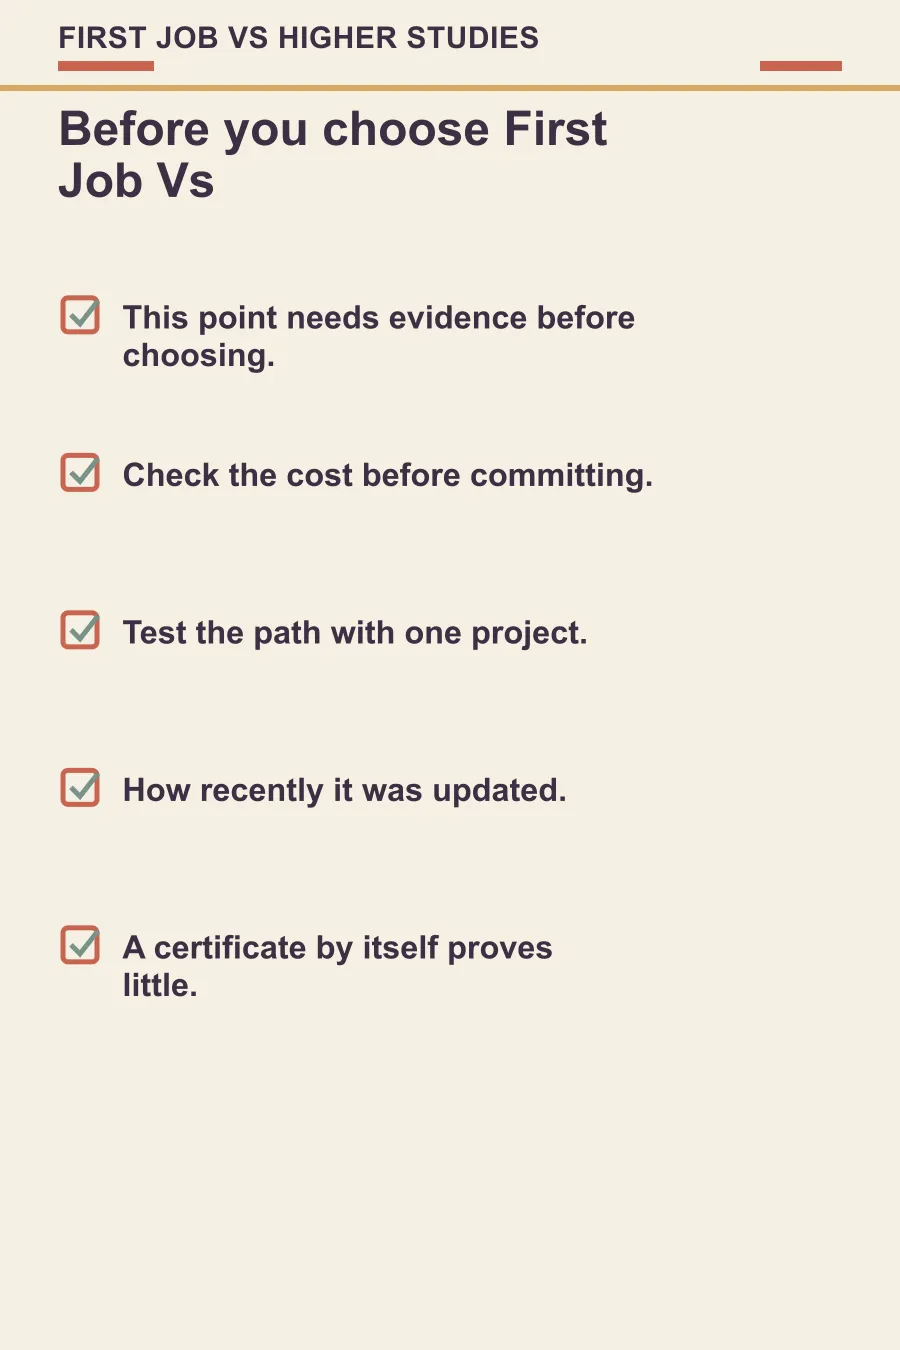 FIRST JOB VS HIGHER STUDIES
Before you choose First
Job Vs
This point needs evidence before
choosing.
Check the cost before committing.
Test the path with one project.
How recently it was updated.
A certificate by itself proves
little.